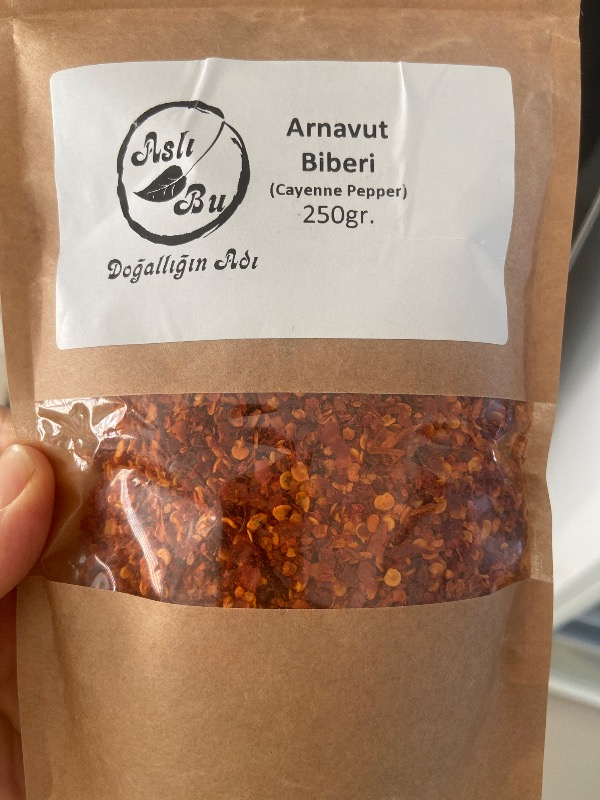 Aslı
Bu
Doğallığın Adı
Arnavut
Biberi
(Cayenne Pepper)
250gr.